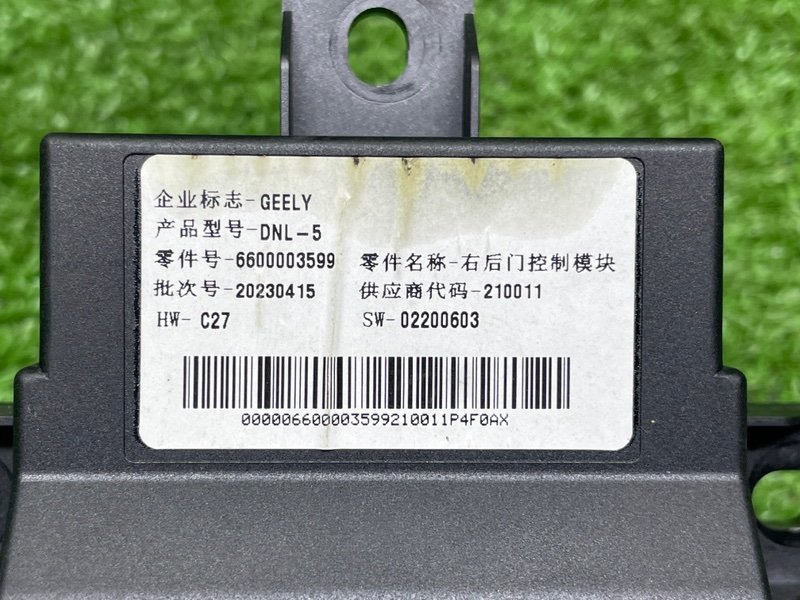 企业标志-GEELY
产品型号-DNL-5
零件号-6600003599 零件名称-右后门控制模块
批次号-20230415 供应商代码-210011
HW- C27 SW-02200603
000006600003599210011P4F0AX